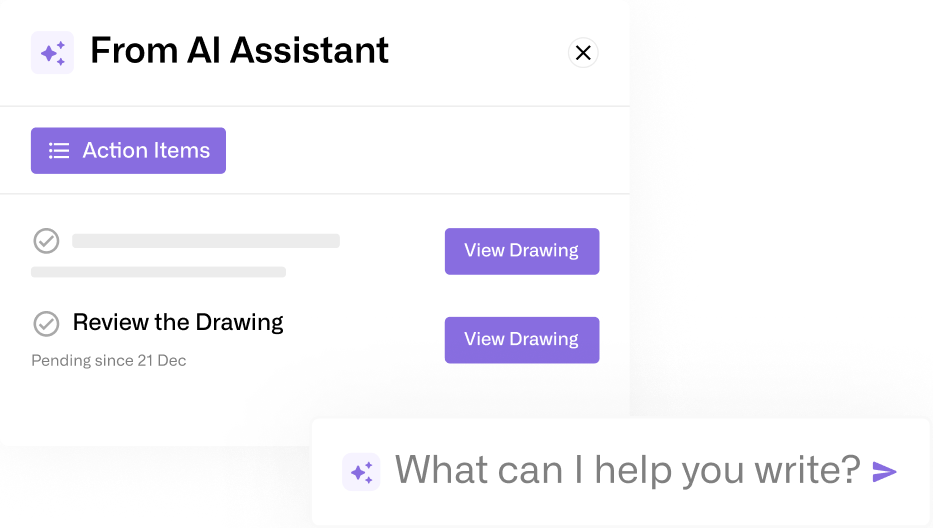 From AI Assistant
Action Items
View Drawing
Review the Drawing
View Drawing
Pending since 21 Dec
What can I help you write?